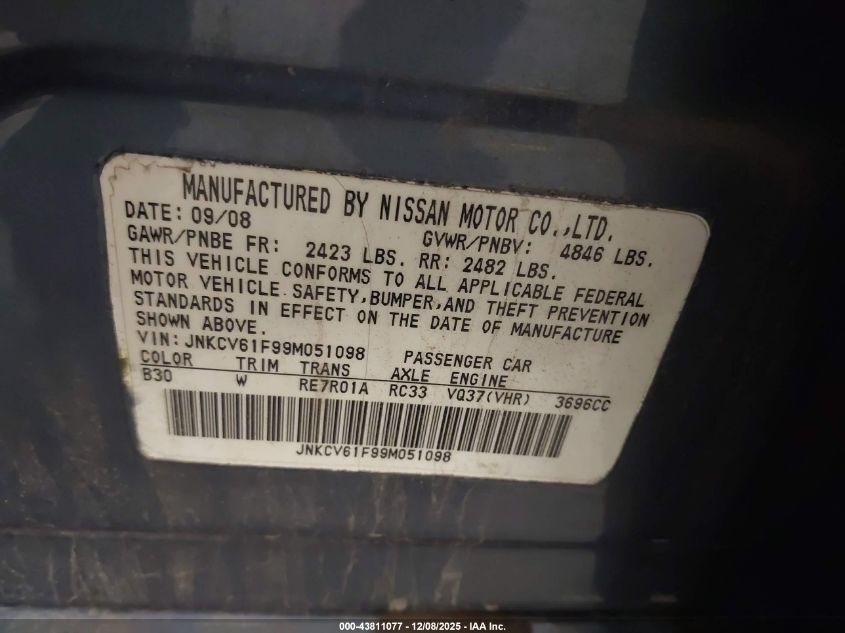 MANUFACTURED BY NISSAN MOTOR CO.,LTD.
DATE: 09/08 GVWR/PNBV: 4846 LBS.
GAWR/PNBE FR: 2423 LBS. RR: 2482 LBS.
THIS VEHICLE CONFORMS TO ALL APPLICABLE FEDERAL
MOTOR VEHICLE SAFETY,BUMPER,AND THEFT PREVENTION
STANDARDS IN EFFECT ON THE DATE OF MANUFACTURE
SHOWN ABOVE.
VIN: JNKCV61F99M051098 PASSENGER CAR
COLOR TRIM TRANS AXLE ENGINE
B30 W RE7R01A RC33 VQ37(VHR) 3696CC
JNKCV61F99M051098
000-43811077 - 12/08/2025 - IAA Inc.